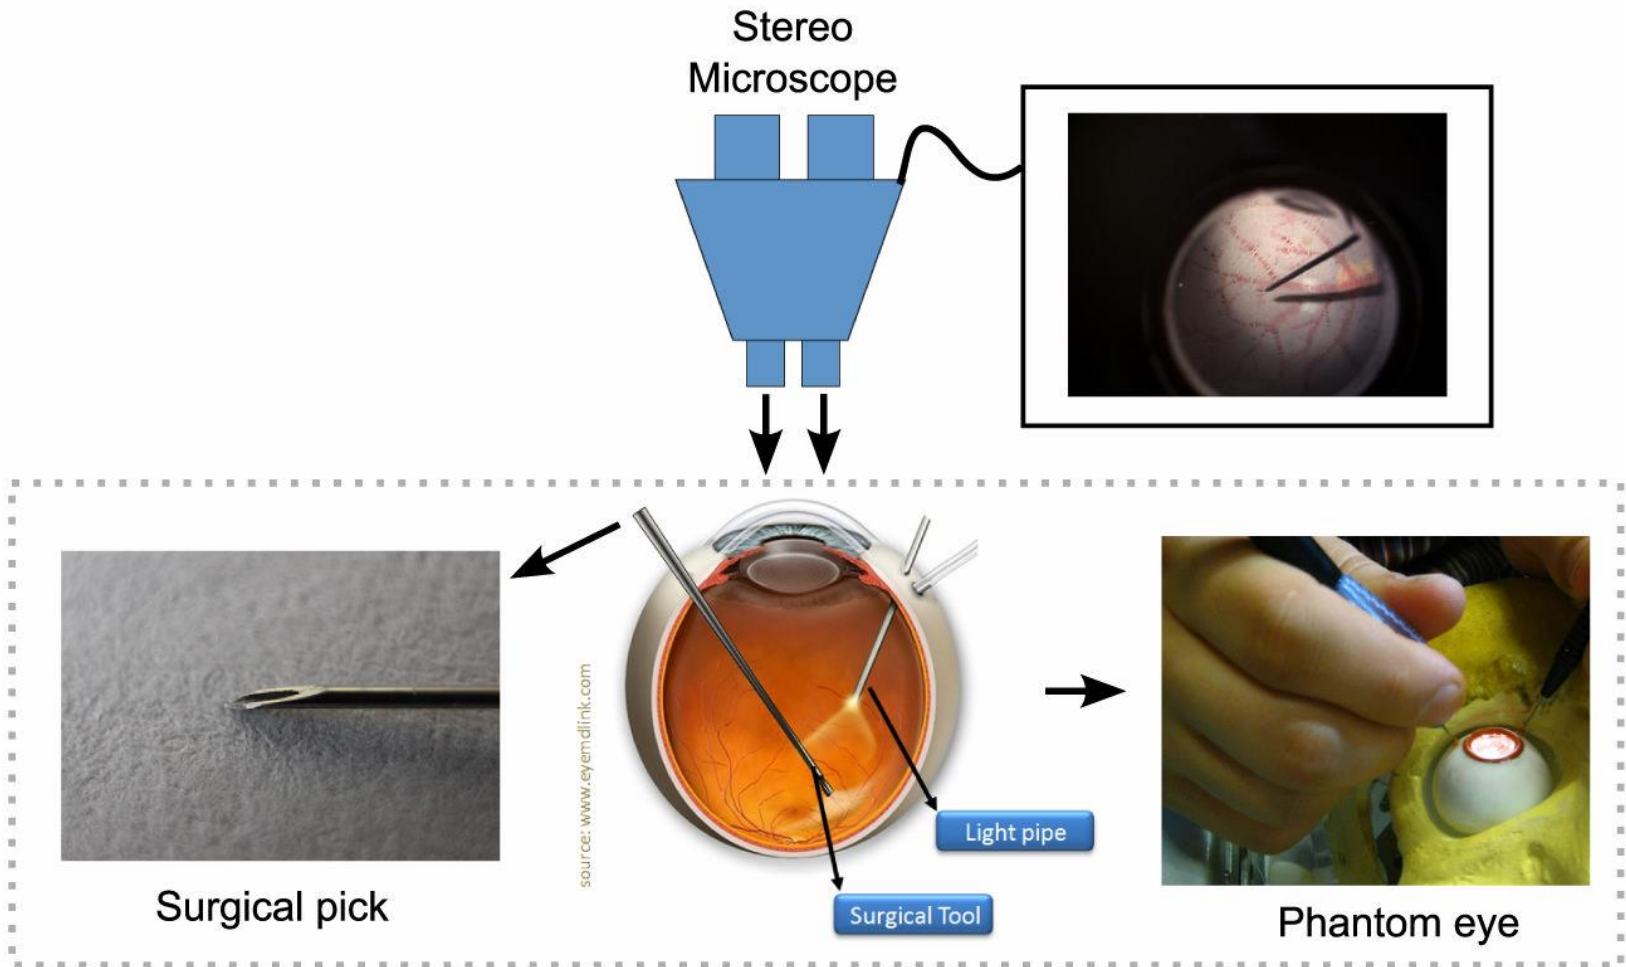 Stereo
Microscope
source: www.eyemdlink.com
Light pipe
Surgical Tool
Surgical pick
Phantom eye